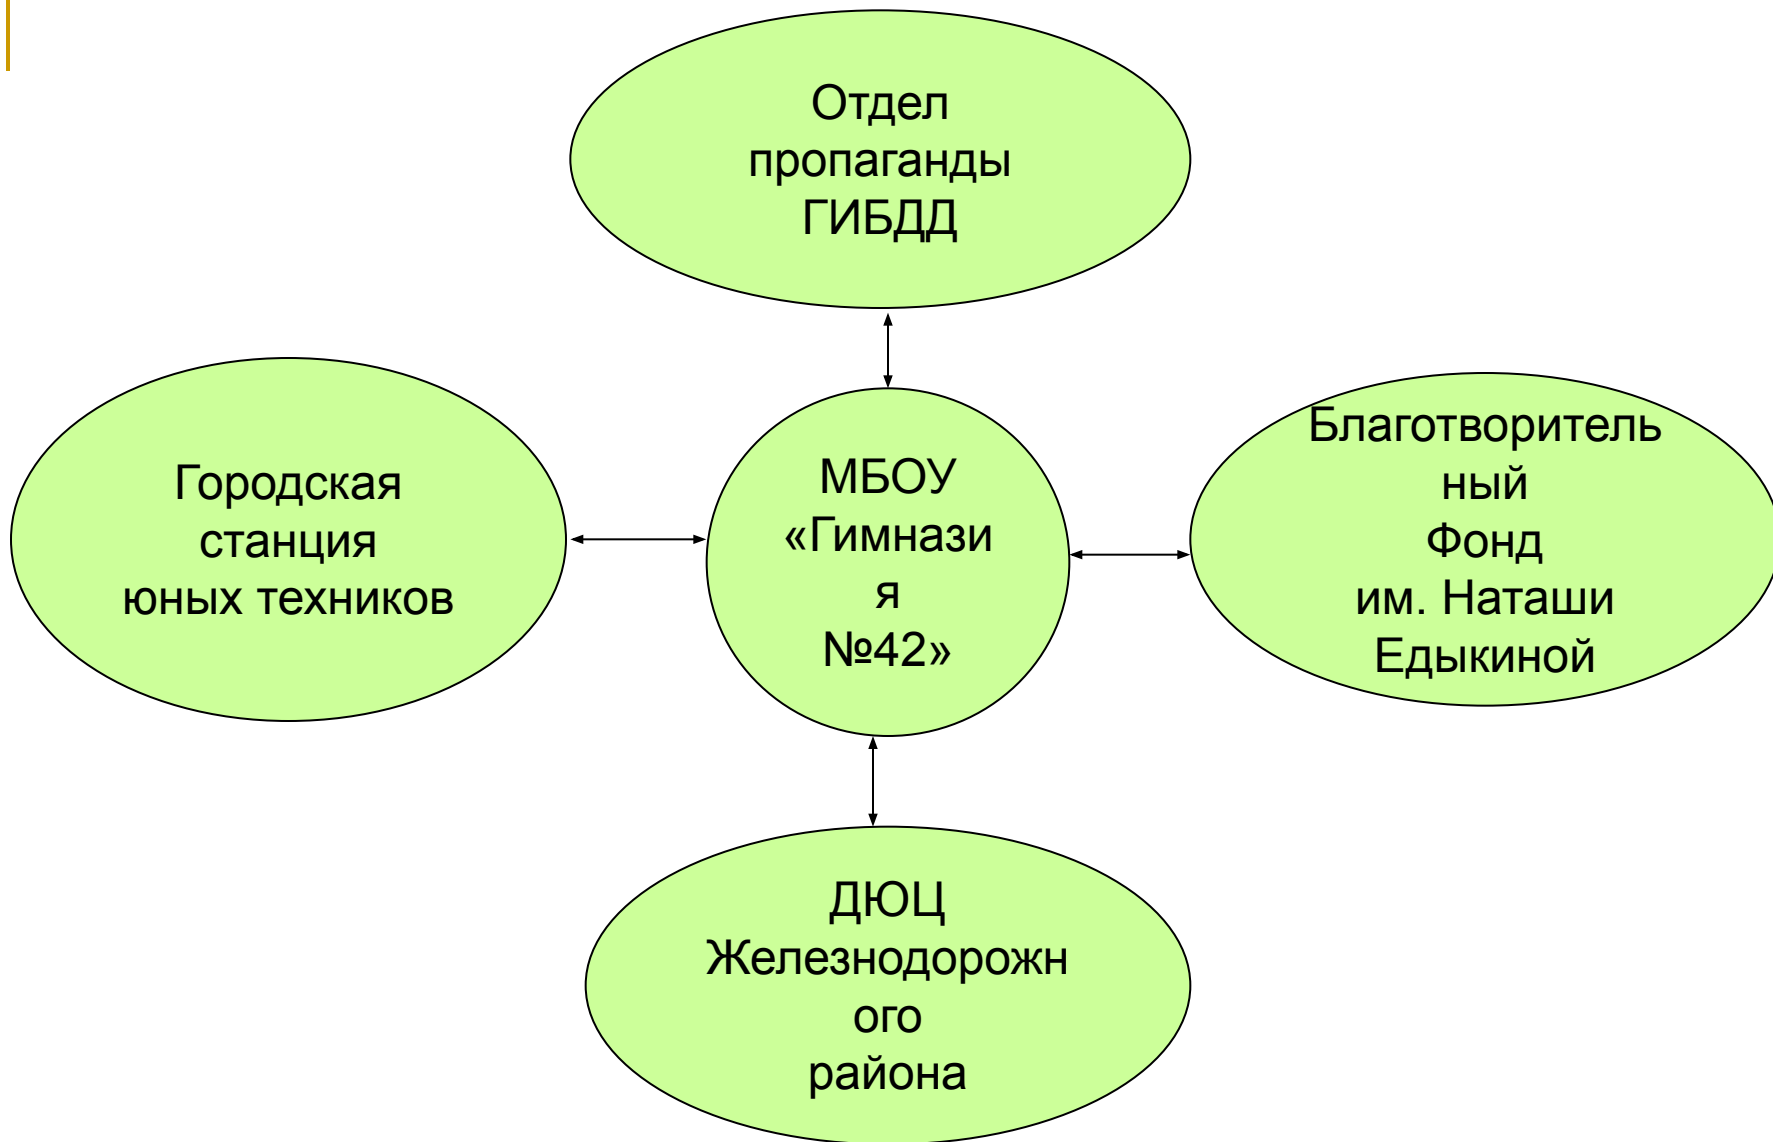 Отдел
пропаганды
ГИБДД
Городская
станция
юных техников
МБОУ
«Гимнази
я
№42»
Благотворитель
ный
Фонд
им. Наташи
Едыкиной
ДЮЦ
Железнодорожн
ого
района